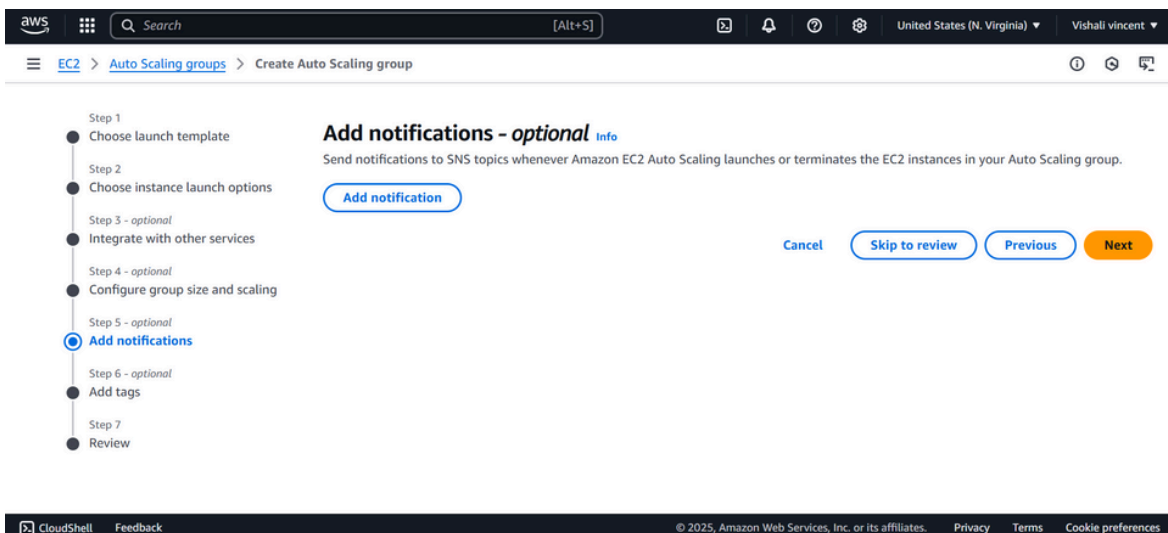 aws
Search [Alt+S] United States (N. Virginia) Vishali vincent
EC2 > Auto Scaling groups > Create Auto Scaling group
Step 1
Choose launch template
Step 2
Choose instance launch options
Step 3 - optional
Integrate with other services
Step 4 - optional
Configure group size and scaling
Step 5 - optional
Add notifications
Step 6 - optional
Add tags
Step 7
Review
Add notifications - optional Info
Send notifications to SNS topics whenever Amazon EC2 Auto Scaling launches or terminates the EC2 instances in your Auto Scaling group.
Add notification
Cancel Skip to review Previous Next
CloudShell Feedback © 2025, Amazon Web Services, Inc. or its affiliates. Privacy Terms Cookie preferences